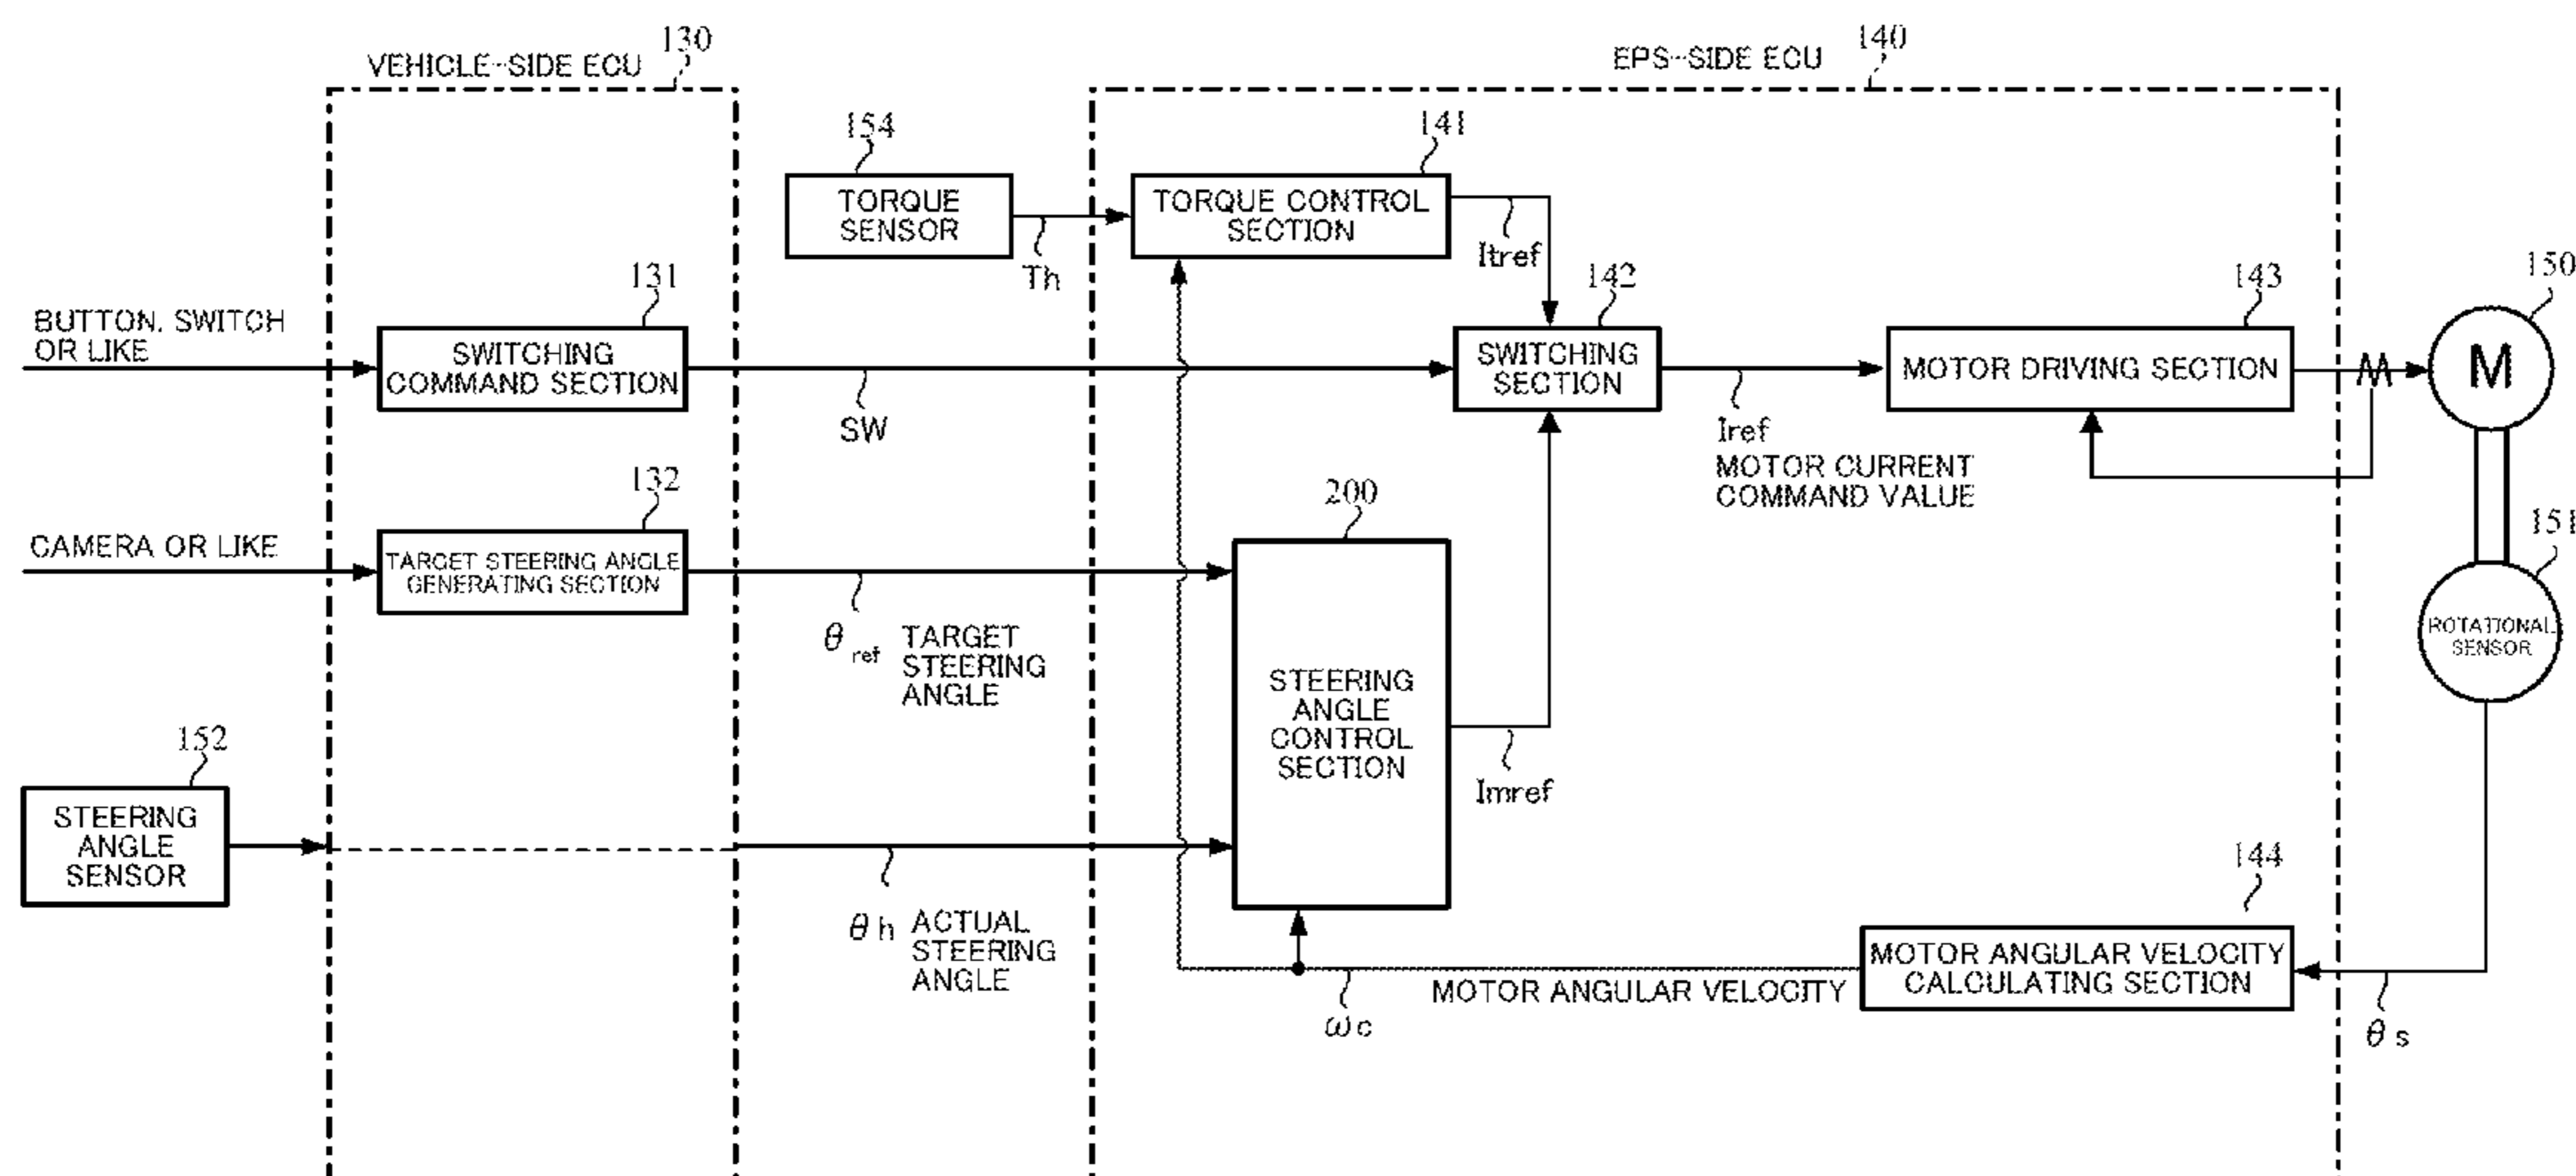 VEHICLE-SIDE ECU
130
EPS-SIDE ECU
140
154
TORQUE
SENSOR
Th
141
TORQUE CONTROL
SECTION
Itref
BUTTON, SWITCH
OR LIKE
131
SWITCHING
COMMAND SECTION
SW
142
SWITCHING
SECTION
Iref
MOTOR CURRENT
COMMAND VALUE
143
MOTOR DRIVING SECTION
150
M
CAMERA OR LIKE
132
TARGET STEERING ANGLE
GENERATING SECTION
θref TARGET
STEERING
ANGLE
200
STEERING
ANGLE
CONTROL
SECTION
Imref
151
ROTATIONAL
SENSOR
152
STEERING
ANGLE
SENSOR
θh ACTUAL
STEERING
ANGLE
144
MOTOR ANGULAR VELOCITY
CALCULATING SECTION
MOTOR ANGULAR VELOCITY
ωc
θs